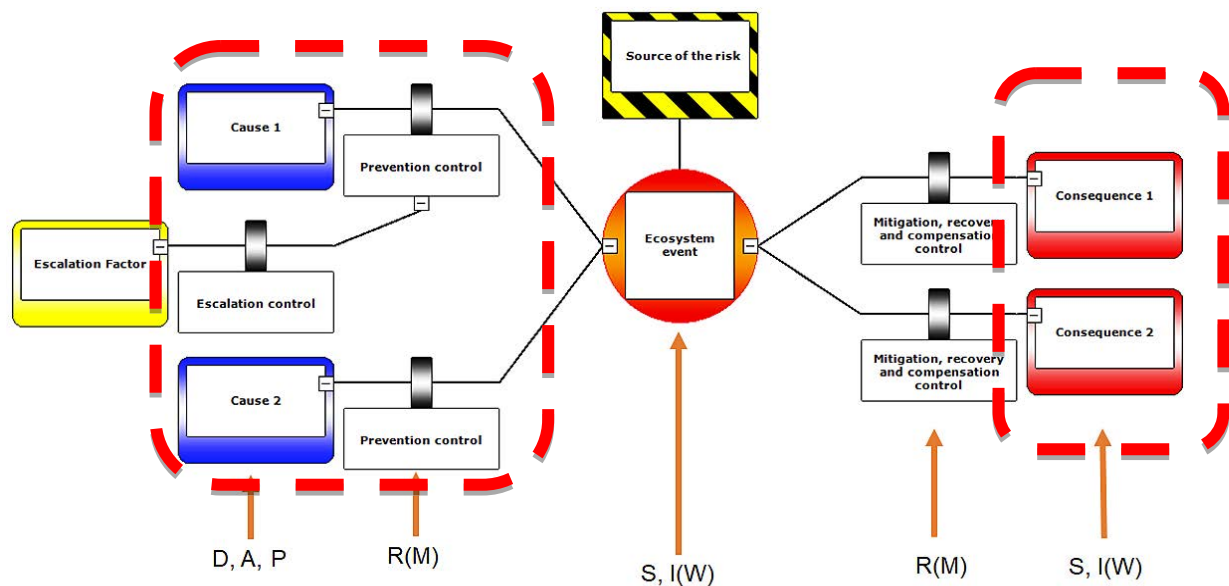 Source of the risk
Cause 1
Prevention control
Escalation Factor
Escalation control
Cause 2
Prevention control
Ecosystem
event
Mitigation, recovery
and compensation
control
Consequence 1
Mitigation, recovery
and compensation
control
Consequence 2
D, A, P
R(M)
S, I(W)
R(M)
S, I(W)